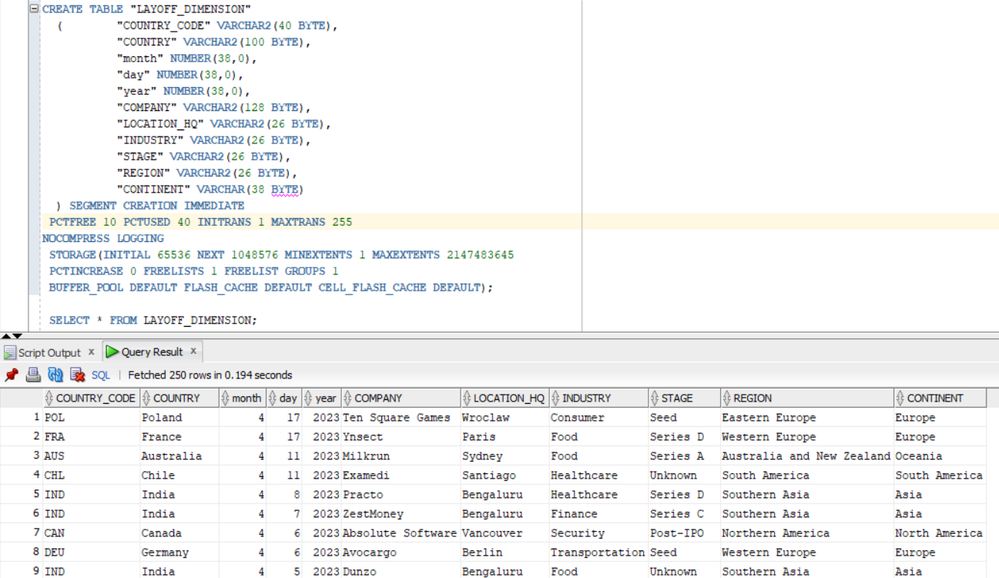 CREATE TABLE "LAYOFF_DIMENSION"
( "COUNTRY_CODE" VARCHAR2(40 BYTE),
"COUNTRY" VARCHAR2(100 BYTE),
"month" NUMBER(38,0),
"day" NUMBER(38,0),
"year" NUMBER(38,0),
"COMPANY" VARCHAR2(128 BYTE),
"LOCATION_HQ" VARCHAR2(26 BYTE),
"INDUSTRY" VARCHAR2(26 BYTE),
"STAGE" VARCHAR2(26 BYTE),
"REGION" VARCHAR2(26 BYTE),
"CONTINENT" VARCHAR(38 BYTE)
) SEGMENT CREATION IMMEDIATE
PCTFREE 10 PCTUSED 40 INITRANS 1 MAXTRANS 255
NOCOMPRESS LOGGING
STORAGE(INITIAL 65536 NEXT 1048576 MINEXTENTS 1 MAXEXTENTS 2147483645
PCTINCREASE 0 FREELISTS 1 FREELIST GROUPS 1
BUFFER_POOL DEFAULT FLASH_CACHE DEFAULT CELL_FLASH_CACHE DEFAULT);
SELECT * FROM LAYOFF_DIMENSION;
Script Output x Query Result x
SQL | Fetched 250 rows in 0.194 seconds
COUNTRY_CODE COUNTRY month day year COMPANY LOCATION_HQ INDUSTRY STAGE REGION CONTINENT
1 POL Poland 4 17 2023 Ten Square Games Wroclaw Consumer Seed Eastern Europe Europe
2 FRA France 4 17 2023 Ynsect Paris Food Series D Western Europe Europe
3 AUS Australia 4 11 2023 Milkrun Sydney Food Series A Australia and New Zealand Oceania
4 CHL Chile 4 11 2023 Examedi Santiago Healthcare Unknown South America South America
5 IND India 4 8 2023 Practo Bengaluru Healthcare Series D Southern Asia Asia
6 IND India 4 7 2023 ZestMoney Bengaluru Finance Series C Southern Asia Asia
7 CAN Canada 4 6 2023 Absolute Software Vancouver Security Post-IPO Northern America North America
8 DEU Germany 4 6 2023 Avocargo Berlin Transportation Seed Western Europe Europe
9 IND India 4 5 2023 Dunzo Bengaluru Food Unknown Southern Asia Asia